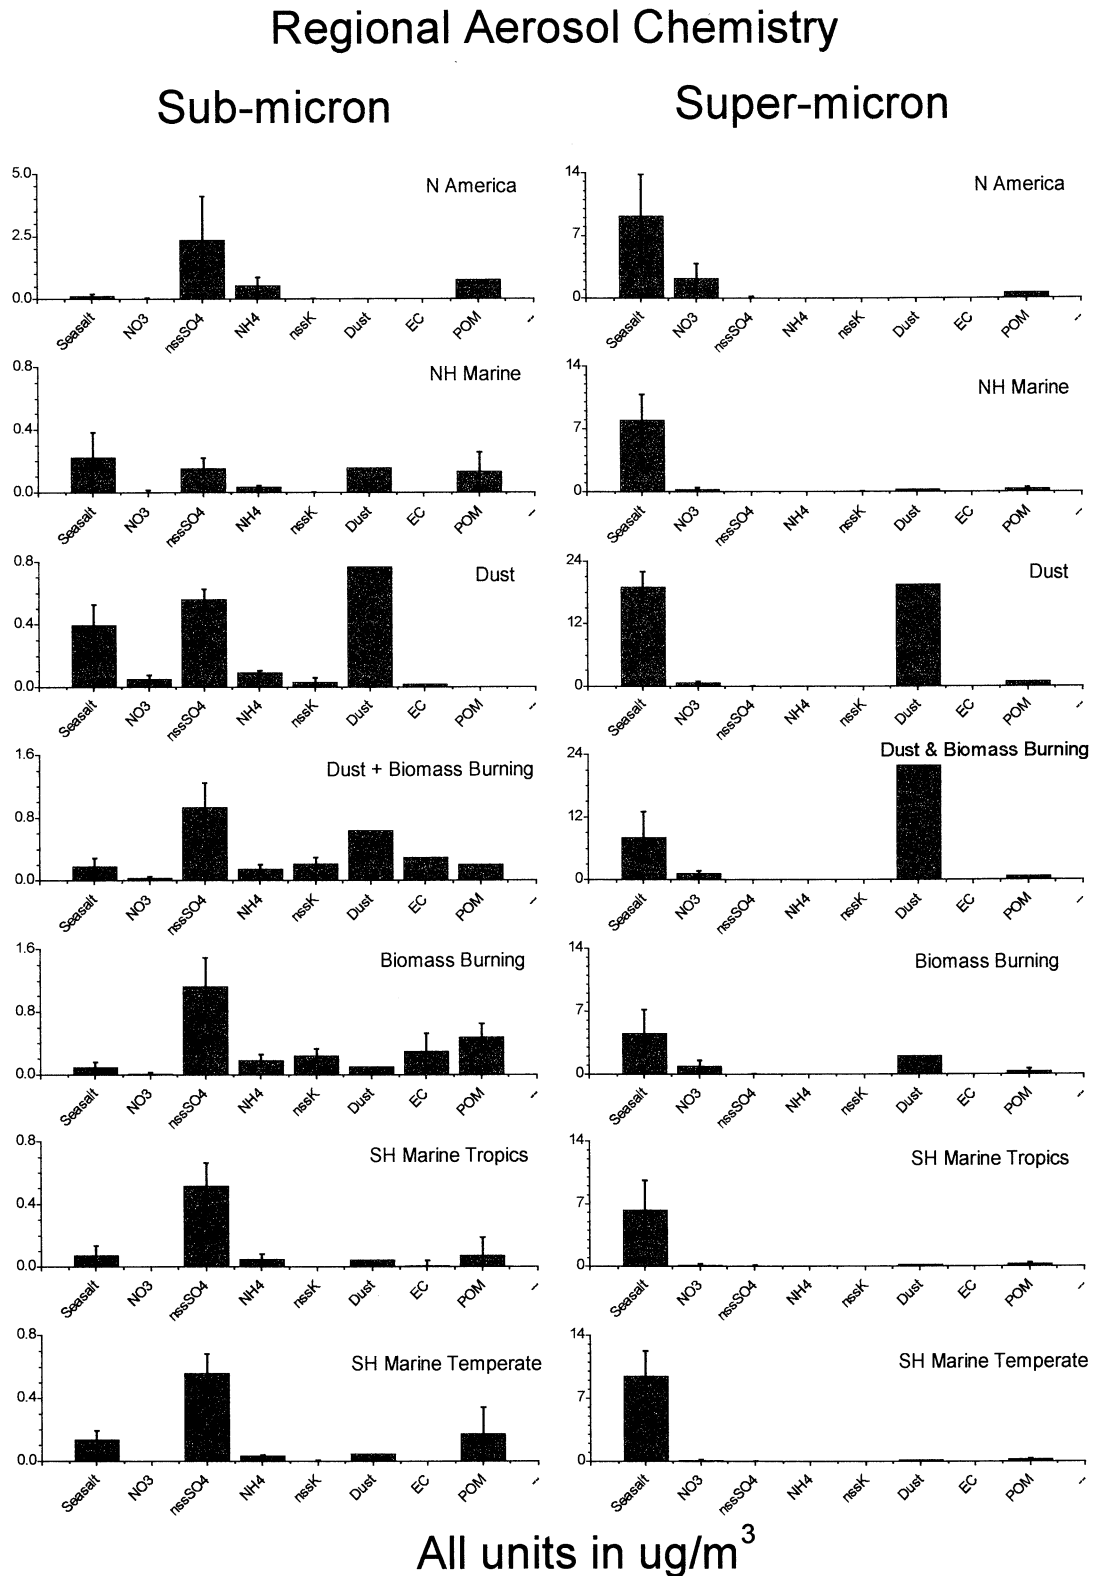 Regional Aerosol Chemistry
Sub-micron
Super-micron
N America
5.0
2.5
0.0
Seasalt NO3 nssSO4 NH4 nssK Dust EC POM --
N America
14
7
0
Seasalt NO3 nssSO4 NH4 nssK Dust EC POM --
NH Marine
0.8
0.4
0.0
Seasalt NO3 nssSO4 NH4 nssK Dust EC POM --
NH Marine
14
7
0
Seasalt NO3 nssSO4 NH4 nssK Dust EC POM --
Dust
0.8
0.4
0.0
Seasalt NO3 nssSO4 NH4 nssK Dust EC POM --
Dust
24
12
0
Seasalt NO3 nssSO4 NH4 nssK Dust EC POM --
Dust + Biomass Burning
1.6
0.8
0.0
Seasalt NO3 nssSO4 NH4 nssK Dust EC POM --
Dust & Biomass Burning
24
12
0
Seasalt NO3 nssSO4 NH4 nssK Dust EC POM --
Biomass Burning
1.6
0.8
0.0
Seasalt NO3 nssSO4 NH4 nssK Dust EC POM --
Biomass Burning
14
7
0
Seasalt NO3 nssSO4 NH4 nssK Dust EC POM --
SH Marine Tropics
0.8
0.4
0.0
Seasalt NO3 nssSO4 NH4 nssK Dust EC POM --
SH Marine Tropics
14
7
0
Seasalt NO3 nssSO4 NH4 nssK Dust EC POM --
SH Marine Temperate
0.8
0.4
0.0
Seasalt NO3 nssSO4 NH4 nssK Dust EC POM --
SH Marine Temperate
14
7
0
Seasalt NO3 nssSO4 NH4 nssK Dust EC POM --
All units in ug/m³